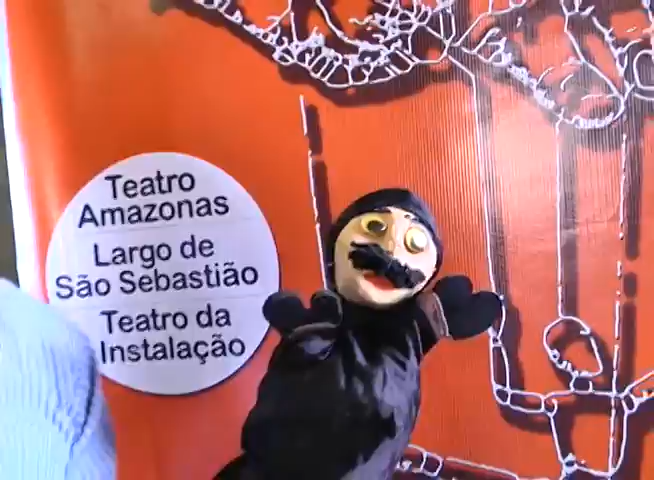 Teatro
Amazonas
Largo de
São Sebastião
Teatro da
Instalação